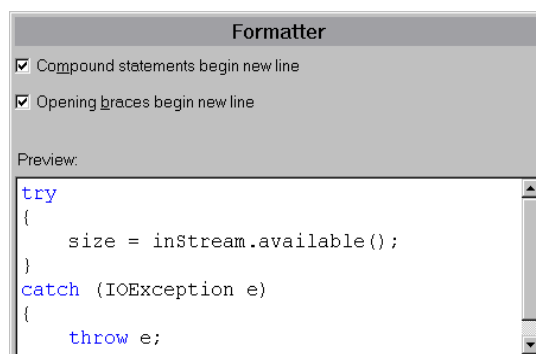 Formatter
Compound statements begin new line
Opening braces begin new line
Preview:
try
{
    size = inStream.available();
}
catch (IOException e)
{
    throw e;